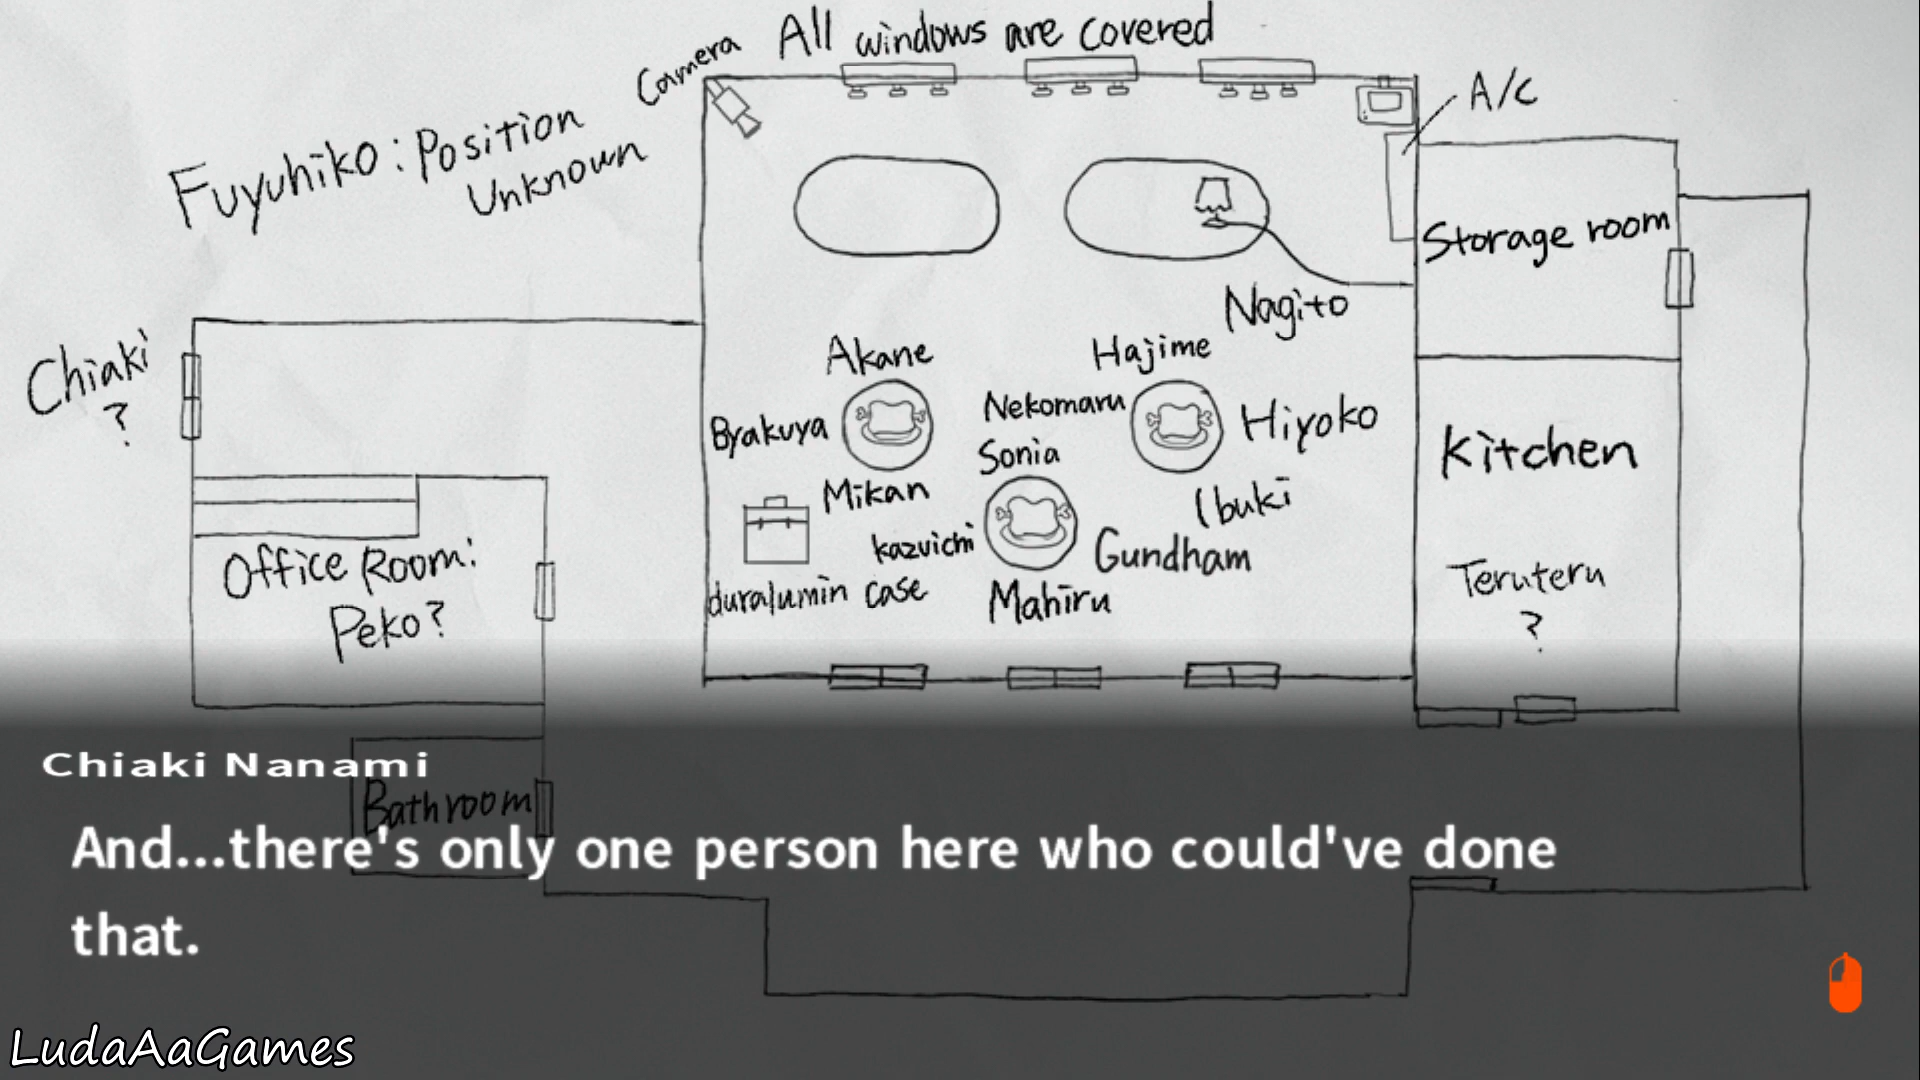 All windows are covered
Camera
A/C
Fuyuhiko: Position
Unknown
Storage room
Nagito
Chiaki
?
Akane
Hajime
Byakuya
Nekomaru
Hiyoko
Sonia
Kitchen
Mikan
Ibuki
kazuichi
Gundham
Office Room:
Peko?
duralumin case
Mahiru
Teruteru
?
Chiaki Nanami
Bathroom
And...there's only one person here who could've done
that.
LudaAaGames